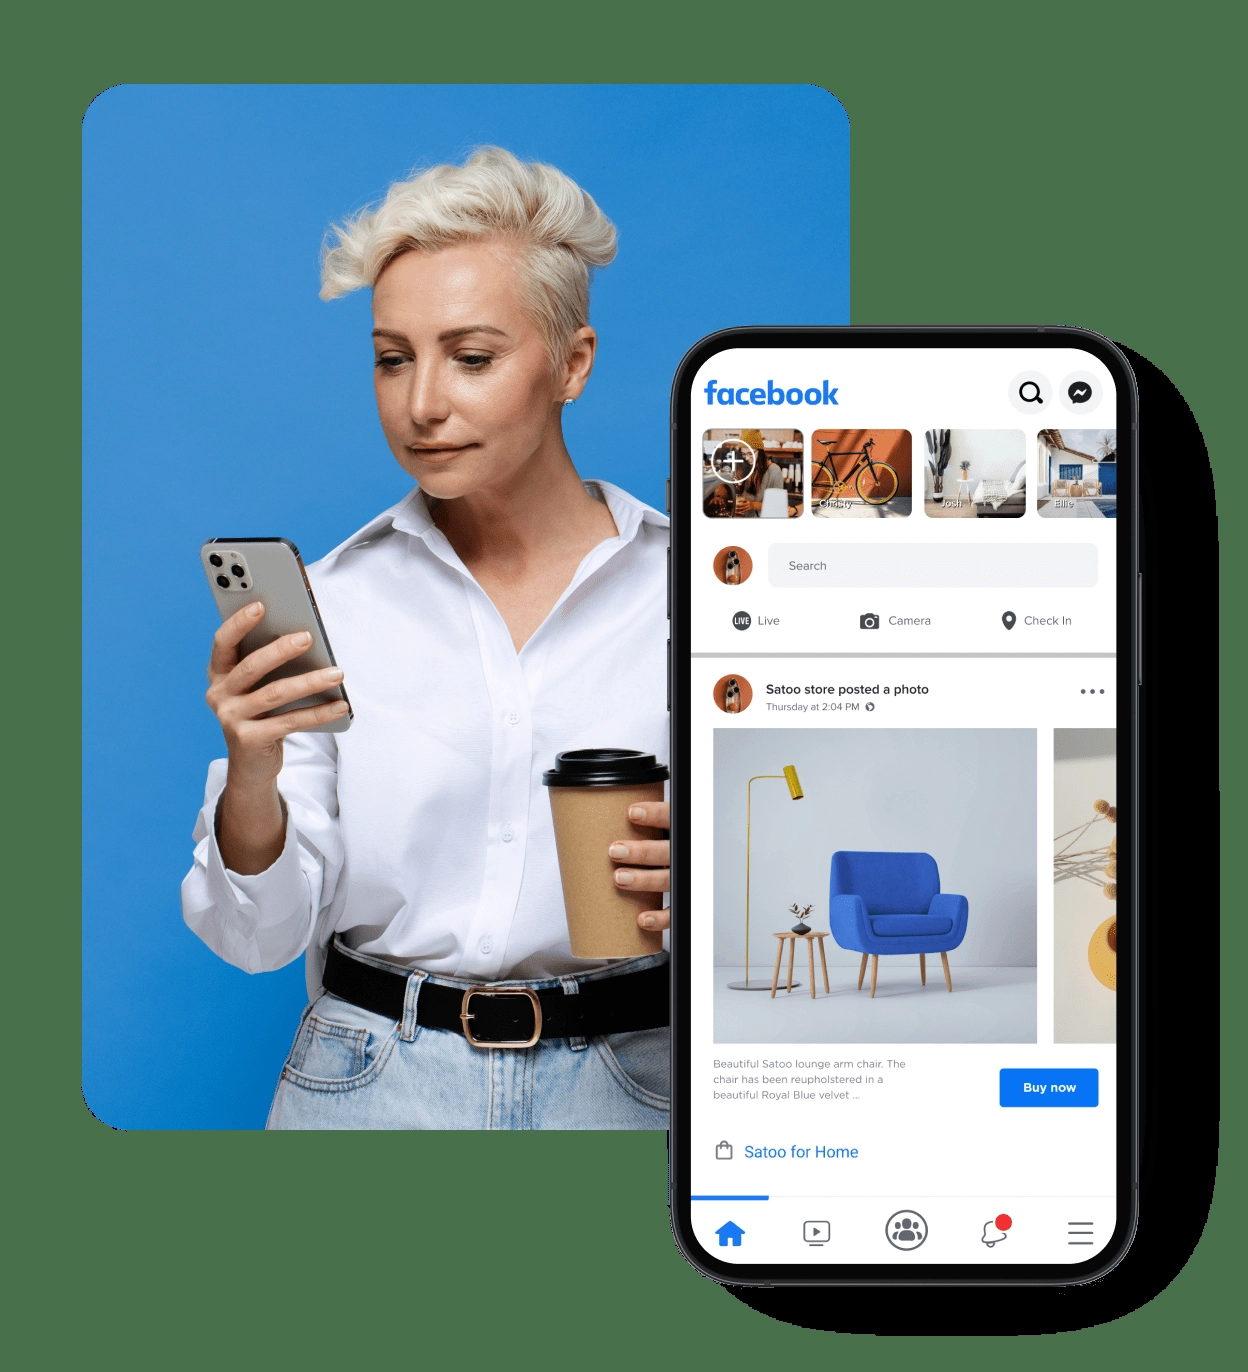 facebook
Christy
Josh
Ellie
Search
LIVE Live
Camera
Check In
Satoo store posted a photo
Thursday at 2:04 PM
Beautiful Satoo lounge arm chair. The
chair has been reupholstered in a
beautiful Royal Blue velvet ...
Buy now
Satoo for Home